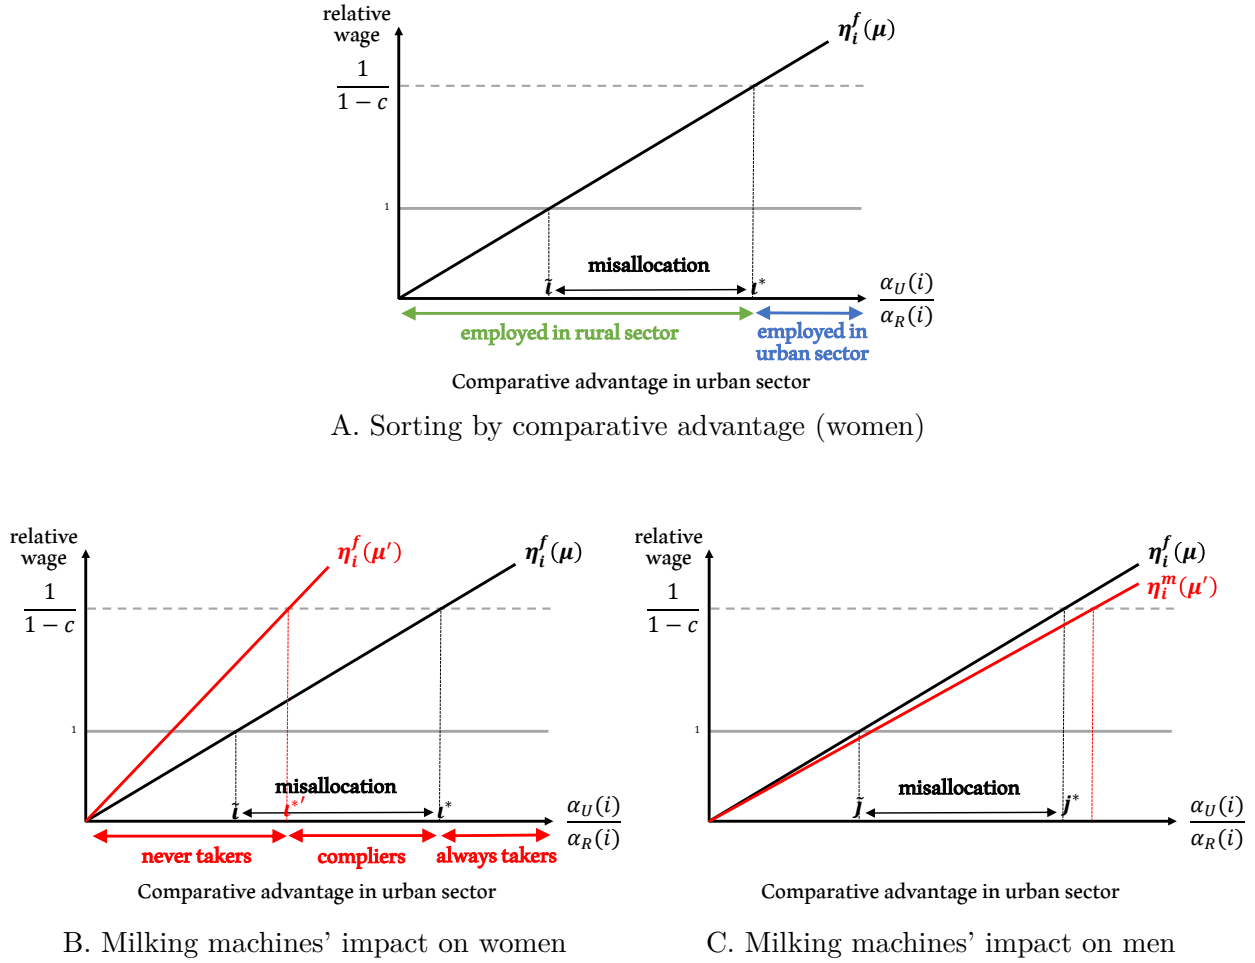 relative
wage
η_i^f(μ)
1/(1 − c)
1
misallocation
ĩ
i*
α_U(i)/α_R(i)
employed in rural sector
employed in
urban sector
Comparative advantage in urban sector
A. Sorting by comparative advantage (women)
relative
wage
η_i^f(μ′)
η_i^f(μ)
1/(1 − c)
1
misallocation
ĩ
i*′
i*
α_U(i)/α_R(i)
never takers
compliers
always takers
Comparative advantage in urban sector
B. Milking machines’ impact on women
relative
wage
η_i^f(μ)
η_i^m(μ′)
1/(1 − c)
1
misallocation
j̃
j*
α_U(i)/α_R(i)
Comparative advantage in urban sector
C. Milking machines’ impact on men